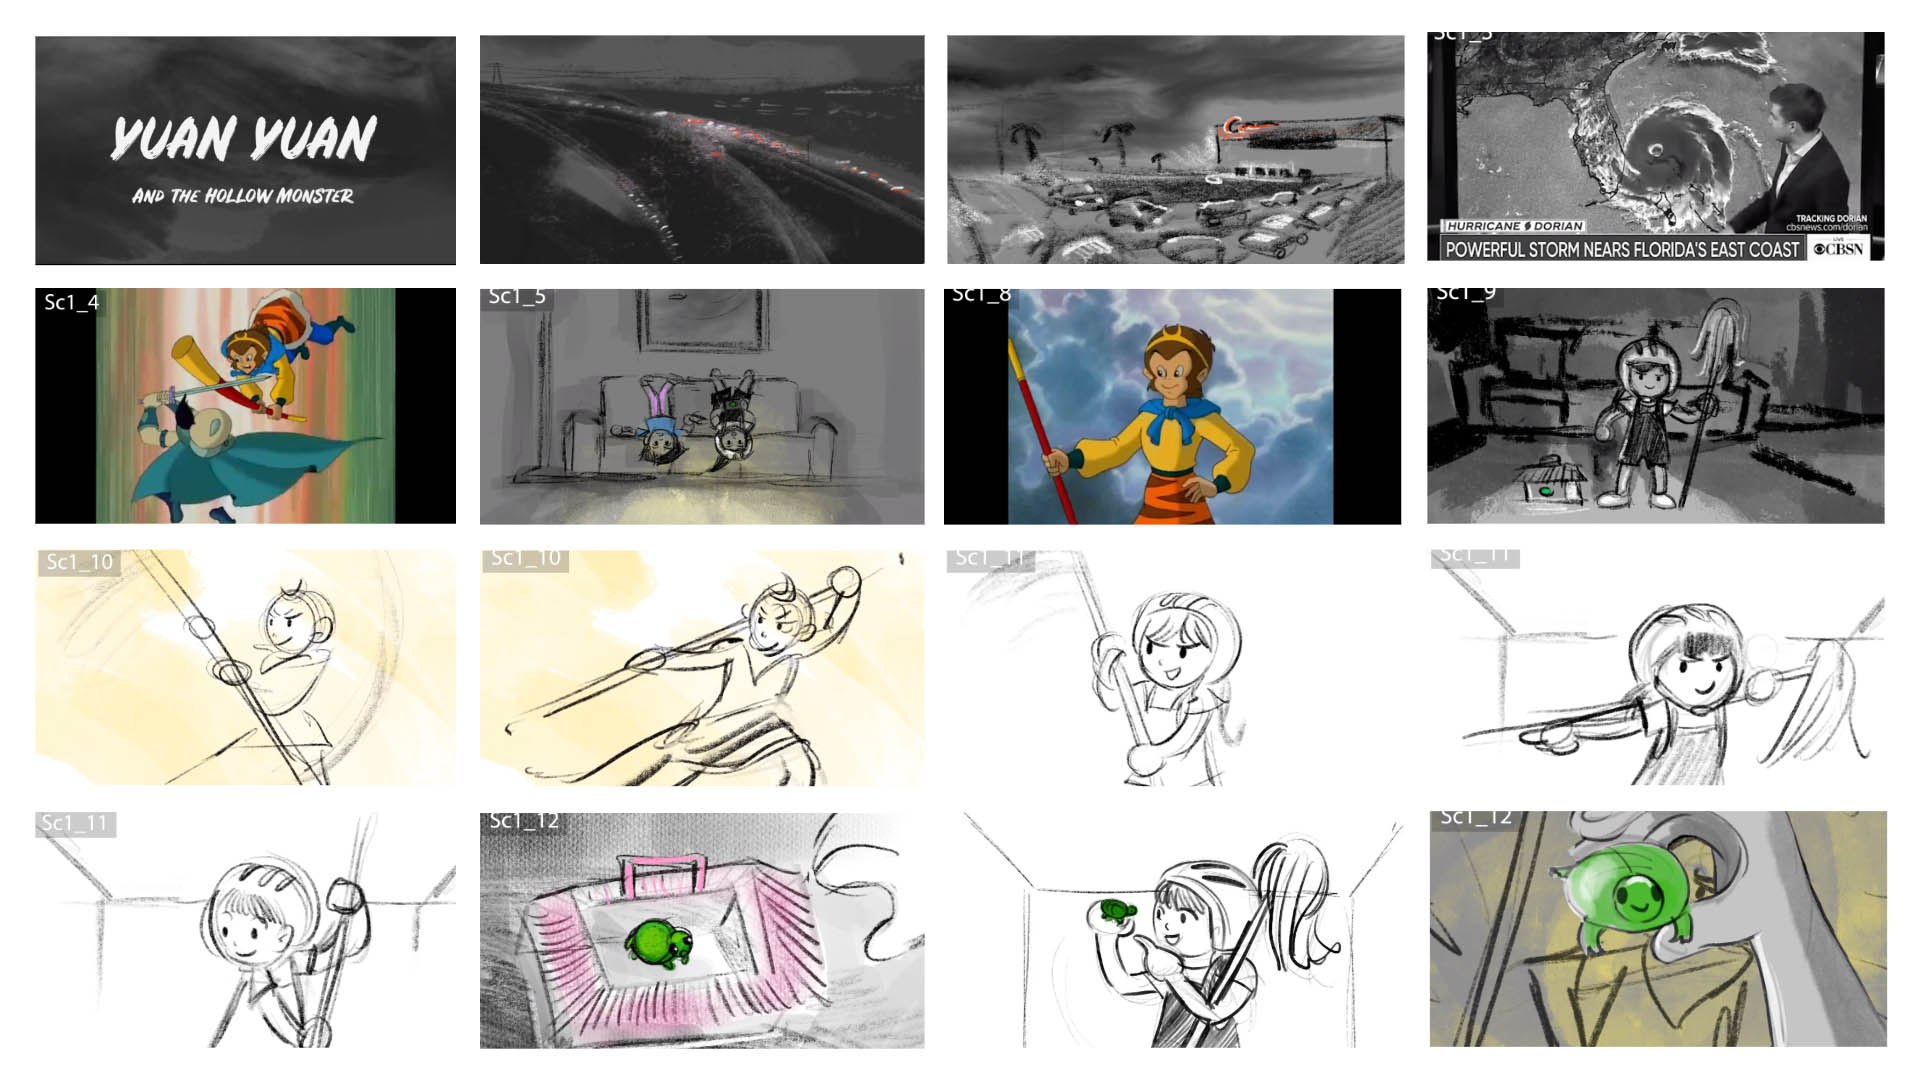 YUAN YUAN
AND THE HOLLOW MONSTER
Sc1_3
HURRICANE DORIAN
TRACKING DORIAN
cbsnews.com/dorian
POWERFUL STORM NEARS FLORIDA'S EAST COAST
LIVE
CBSN
Sc1_4
Sc1_5
Sc1_8
Sc1_9
Sc1_10
Sc1_10
Sc1_11
Sc1_11
Sc1_11
Sc1_12
Sc1_12